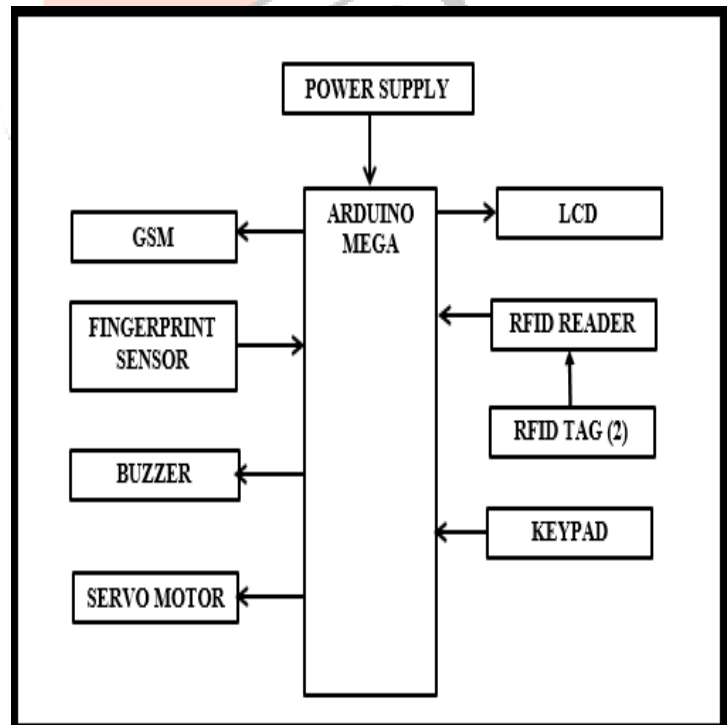 POWER SUPPLY
ARDUINO
MEGA
LCD
GSM
RFID READER
FINGERPRINT
SENSOR
RFID TAG (2)
BUZZER
KEYPAD
SERVO MOTOR